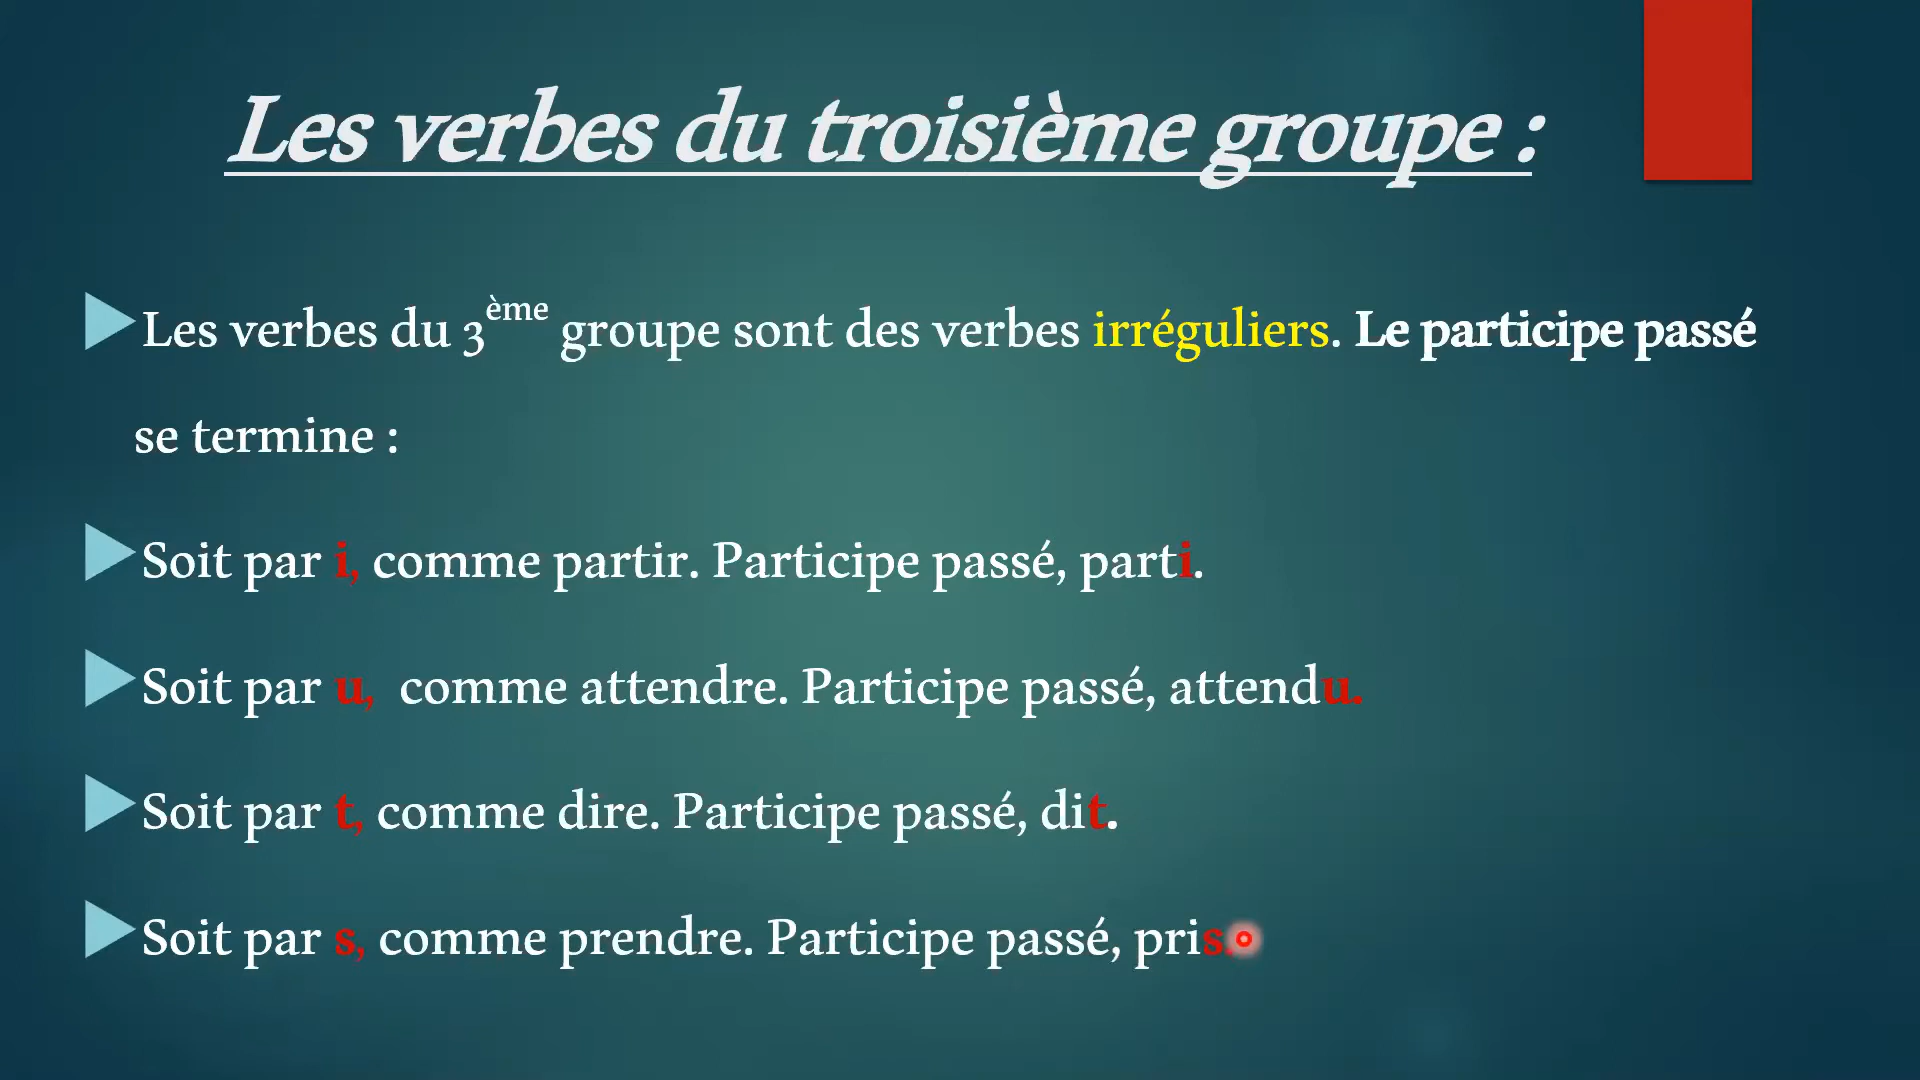 Les verbes du troisième groupe :
Les verbes du 3ème groupe sont des verbes irréguliers. Le participe passé
se termine :
Soit par i, comme partir. Participe passé, parti.
Soit par u, comme attendre. Participe passé, attendu.
Soit par t, comme dire. Participe passé, dit.
Soit par s, comme prendre. Participe passé, pris.